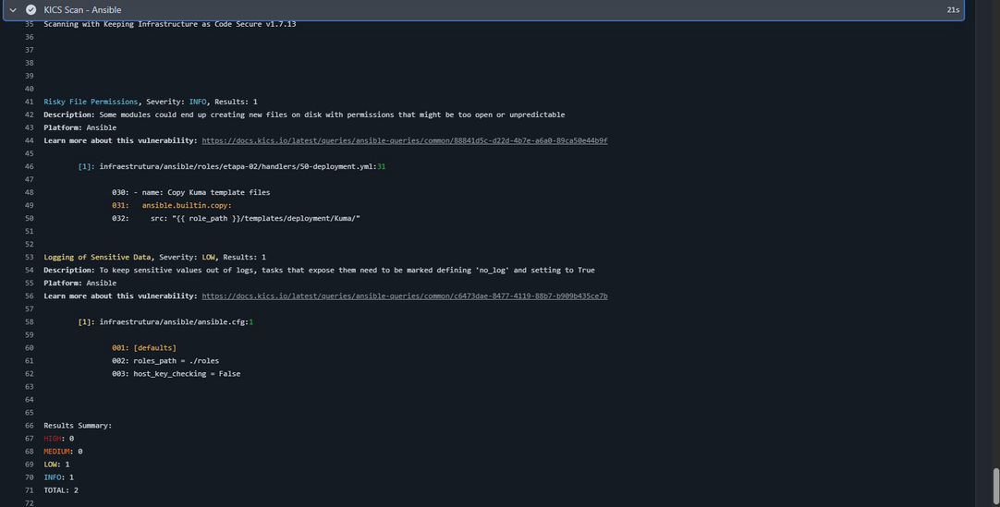 KICS Scan - Ansible 21s
35 Scanning with Keeping Infrastructure as Code Secure v1.7.13
36
37
38
39
40
41 Risky File Permissions, Severity: INFO, Results: 1
42 Description: Some modules could end up creating new files on disk with permissions that might be too open or unpredictable
43 Platform: Ansible
44 Learn more about this vulnerability: https://docs.kics.io/latest/queries/ansible-queries/common/88841d5c-d22d-4b7e-a6a0-89ca50e44b9f
45
46 [1]: infraestrutura/ansible/roles/etapa-02/handlers/50-deployment.yml:31
47
48 030: - name: Copy Kuma template files
49 031: ansible.builtin.copy:
50 032: src: "{{ role_path }}/templates/deployment/Kuma/"
51
52
53 Logging of Sensitive Data, Severity: LOW, Results: 1
54 Description: To keep sensitive values out of logs, tasks that expose them need to be marked defining 'no_log' and setting to True
55 Platform: Ansible
56 Learn more about this vulnerability: https://docs.kics.io/latest/queries/ansible-queries/common/c6473dae-8477-4119-88b7-b909b435ce7b
57
58 [1]: infraestrutura/ansible/ansible.cfg:1
59
60 001: [defaults]
61 002: roles_path = ./roles
62 003: host_key_checking = False
63
64
65
66 Results Summary:
67 HIGH: 0
68 MEDIUM: 0
69 LOW: 1
70 INFO: 1
71 TOTAL: 2
72